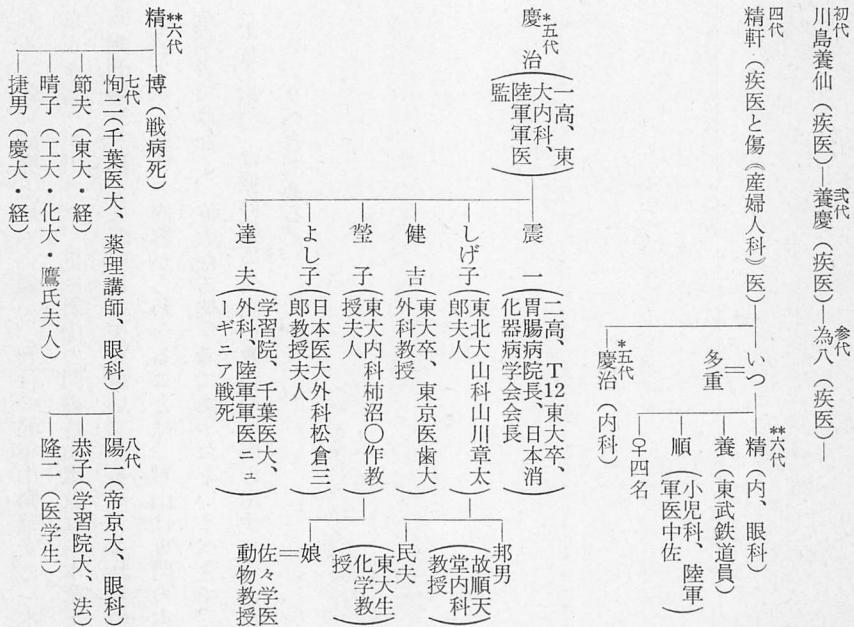 初代
川島養仙（疾医）
弐代
養慶（疾医）
参代
為八（疾医）
四代
精軒（疾医と傷（産婦人科）医）
いつ
多重
*五代
慶治（内科）
**六代
精（内、眼科）
養（東武鉄道員）
順（小児科、陸軍
軍医中佐）
♀四名
*五代
慶治（一高、東
大内科、
陸軍軍医
監）
震一（二高、T12東大卒、
胃腸病院長、日本消
化器病学会会長）
しげ子（東北大山科山川章太
郎夫人）
健吉（東大卒、東京医歯大
外科教授）
瑩子（東大内科柿沼〇作教
授夫人）
よし子（日本医大外科松倉三
郎教授夫人）
達夫（学習院、千葉医大、
外科、陸軍軍医ニュ
ーギニア戦死）
邦男（故順天
堂内科
教授）
民夫（東大生
化学教
授）
娘
佐々学医
動物教授
**六代
精
博（戦病死）
七代
恂二（千葉医大、薬理講師、眼科）
節夫（東大・経）
晴子（工大・化大・鷹氏夫人）
捷男（慶大・経）
八代
陽一（帝京大、眼科）
恭子（学習院大、法）
隆二（医学生）